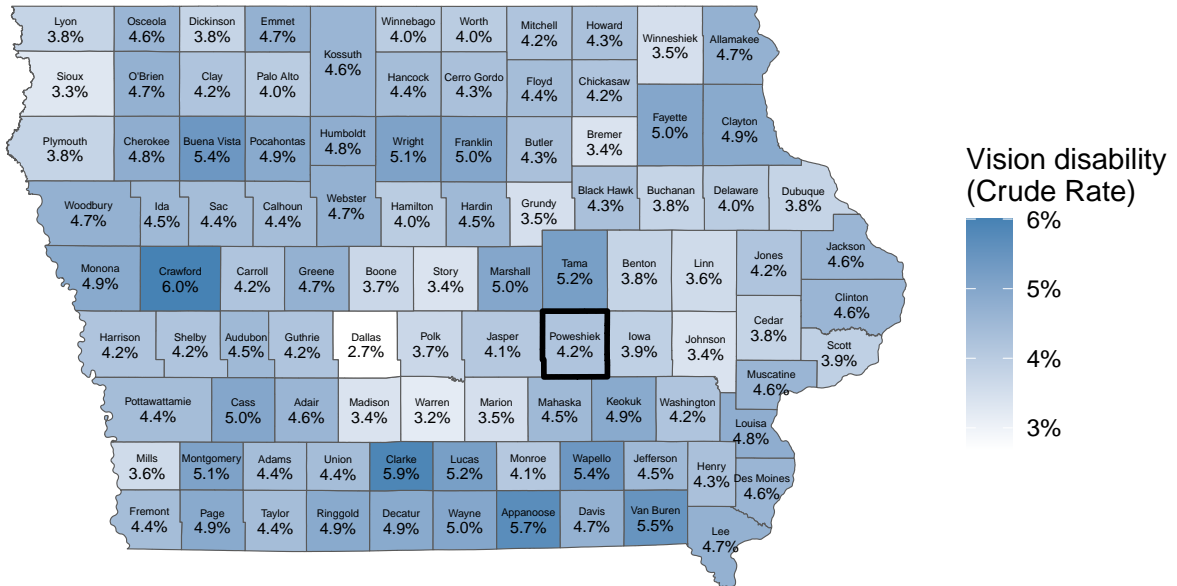 Lyon
3.8%
Osceola
4.6%
Dickinson
3.8%
Emmet
4.7%
Kossuth
4.6%
Winnebago
4.0%
Worth
4.0%
Mitchell
4.2%
Howard
4.3%
Winneshiek
3.5%
Allamakee
4.7%
Sioux
3.3%
O'Brien
4.7%
Clay
4.2%
Palo Alto
4.0%
Hancock
4.4%
Cerro Gordo
4.3%
Floyd
4.4%
Chickasaw
4.2%
Fayette
5.0%
Clayton
4.9%
Plymouth
3.8%
Cherokee
4.8%
Buena Vista
5.4%
Pocahontas
4.9%
Humboldt
4.8%
Wright
5.1%
Franklin
5.0%
Butler
4.3%
Bremer
3.4%
Woodbury
4.7%
Ida
4.5%
Sac
4.4%
Calhoun
4.4%
Webster
4.7%
Hamilton
4.0%
Hardin
4.5%
Grundy
3.5%
Black Hawk
4.3%
Buchanan
3.8%
Delaware
4.0%
Dubuque
3.8%
Monona
4.9%
Crawford
6.0%
Carroll
4.2%
Greene
4.7%
Boone
3.7%
Story
3.4%
Marshall
5.0%
Tama
5.2%
Benton
3.8%
Linn
3.6%
Jones
4.2%
Jackson
4.6%
Clinton
4.6%
Harrison
4.2%
Shelby
4.2%
Audubon
4.5%
Guthrie
4.2%
Dallas
2.7%
Polk
3.7%
Jasper
4.1%
Poweshiek
4.2%
Iowa
3.9%
Johnson
3.4%
Cedar
3.8%
Scott
3.9%
Muscatine
4.6%
Pottawattamie
4.4%
Cass
5.0%
Adair
4.6%
Madison
3.4%
Warren
3.2%
Marion
3.5%
Mahaska
4.5%
Keokuk
4.9%
Washington
4.2%
Louisa
4.8%
Mills
3.6%
Montgomery
5.1%
Adams
4.4%
Union
4.4%
Clarke
5.9%
Lucas
5.2%
Monroe
4.1%
Wapello
5.4%
Jefferson
4.5%
Henry
4.3%
Des Moines
4.6%
Fremont
4.4%
Page
4.9%
Taylor
4.4%
Ringgold
4.9%
Decatur
4.9%
Wayne
5.0%
Appanoose
5.7%
Davis
4.7%
Van Buren
5.5%
Lee
4.7%
Vision disability
(Crude Rate)
6%
5%
4%
3%